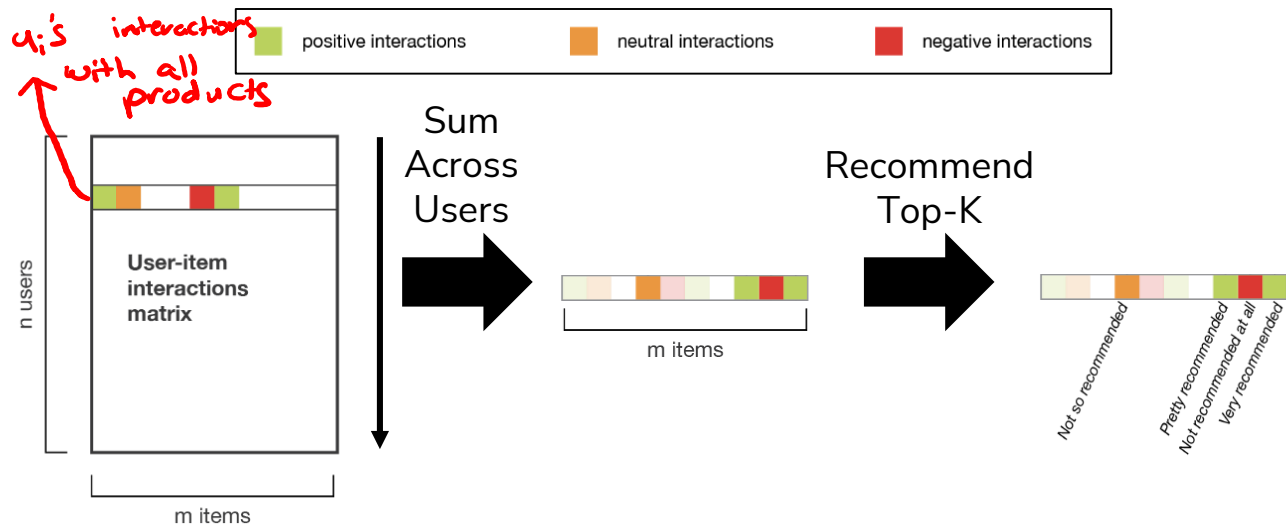 u_i's interactions
with all
products
positive interactions
neutral interactions
negative interactions
Sum
Across
Users
Recommend
Top-K
n users
User-item
interactions
matrix
m items
m items
Not so recommended
Pretty recommended
Not recommended at all
Very recommended